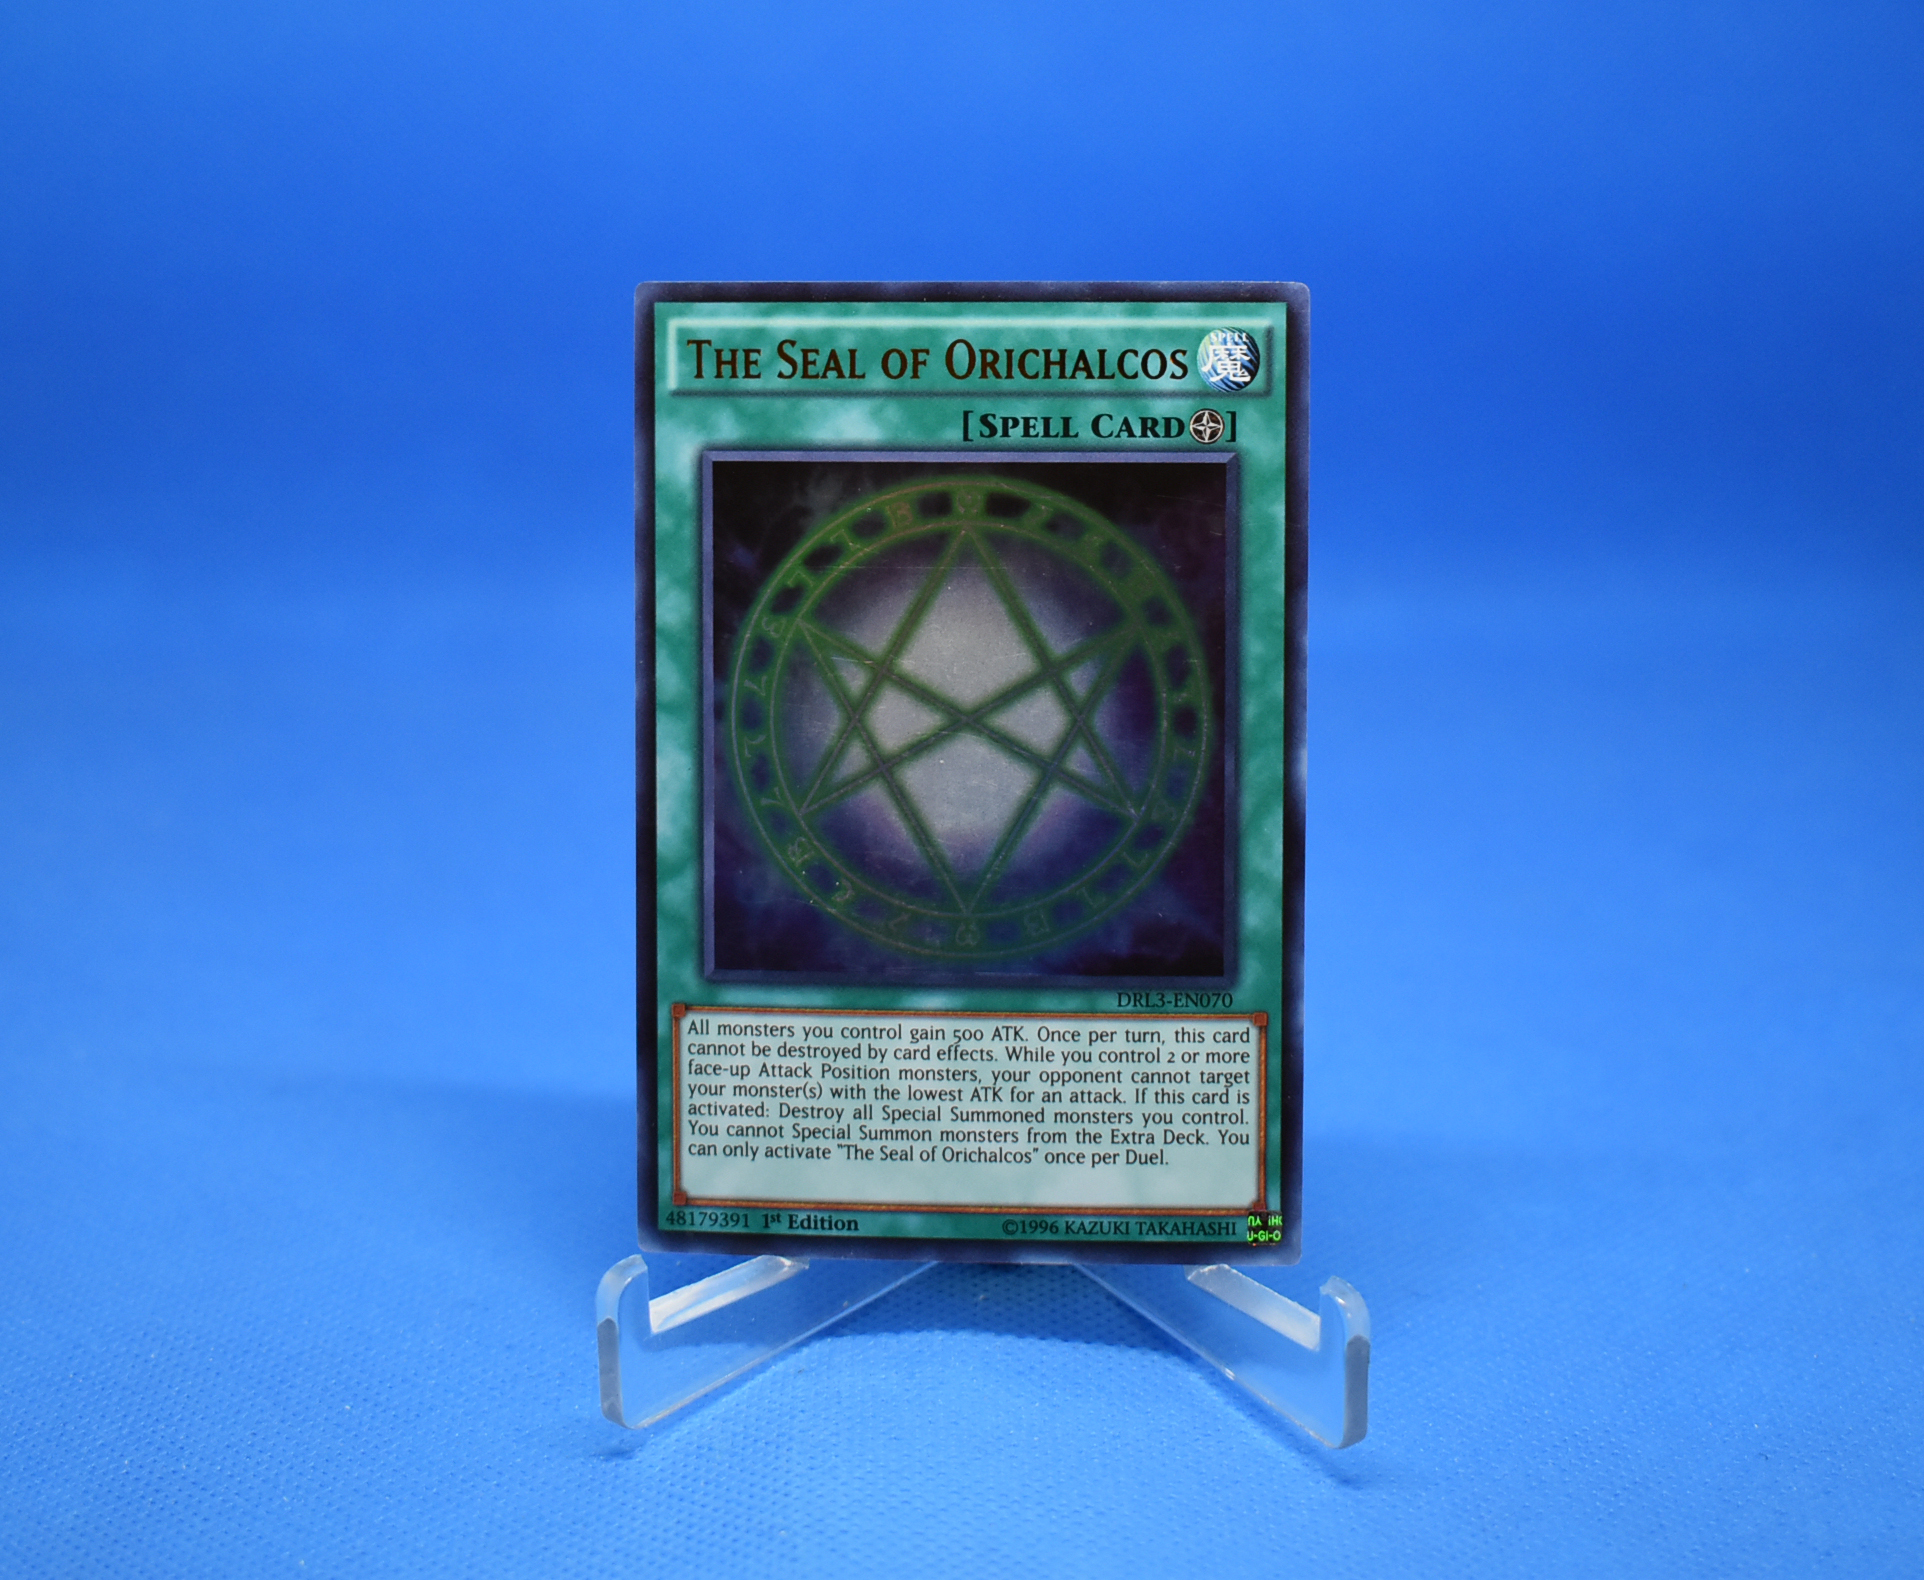 THE SEAL OF ORICHALCOS
SPELL
魔
[SPELL CARD]
DRL3-EN070
All monsters you control gain 500 ATK. Once per turn, this card
cannot be destroyed by card effects. While you control 2 or more
face-up Attack Position monsters, your opponent cannot target
your monster(s) with the lowest ATK for an attack. If this card is
activated: Destroy all Special Summoned monsters you control.
You cannot Special Summon monsters from the Extra Deck. You
can only activate "The Seal of Orichalcos" once per Duel.
48179391 1st Edition ©1996 KAZUKI TAKAHASHI